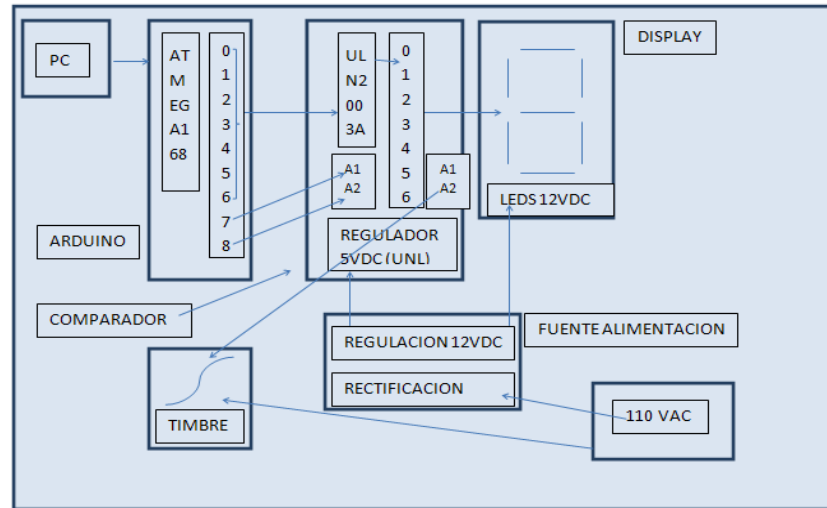 PC
AT
M
EG
A1
68
0
1
2
3
4
5
6
7
8
ARDUINO
UL
N2
00
3A
0
1
2
3
4
5
6
A1
A2
A1
A2
REGULADOR
5VDC (UNL)
DISPLAY
LEDS 12VDC
COMPARADOR
REGULACION 12VDC
RECTIFICACION
FUENTE ALIMENTACION
TIMBRE
110 VAC